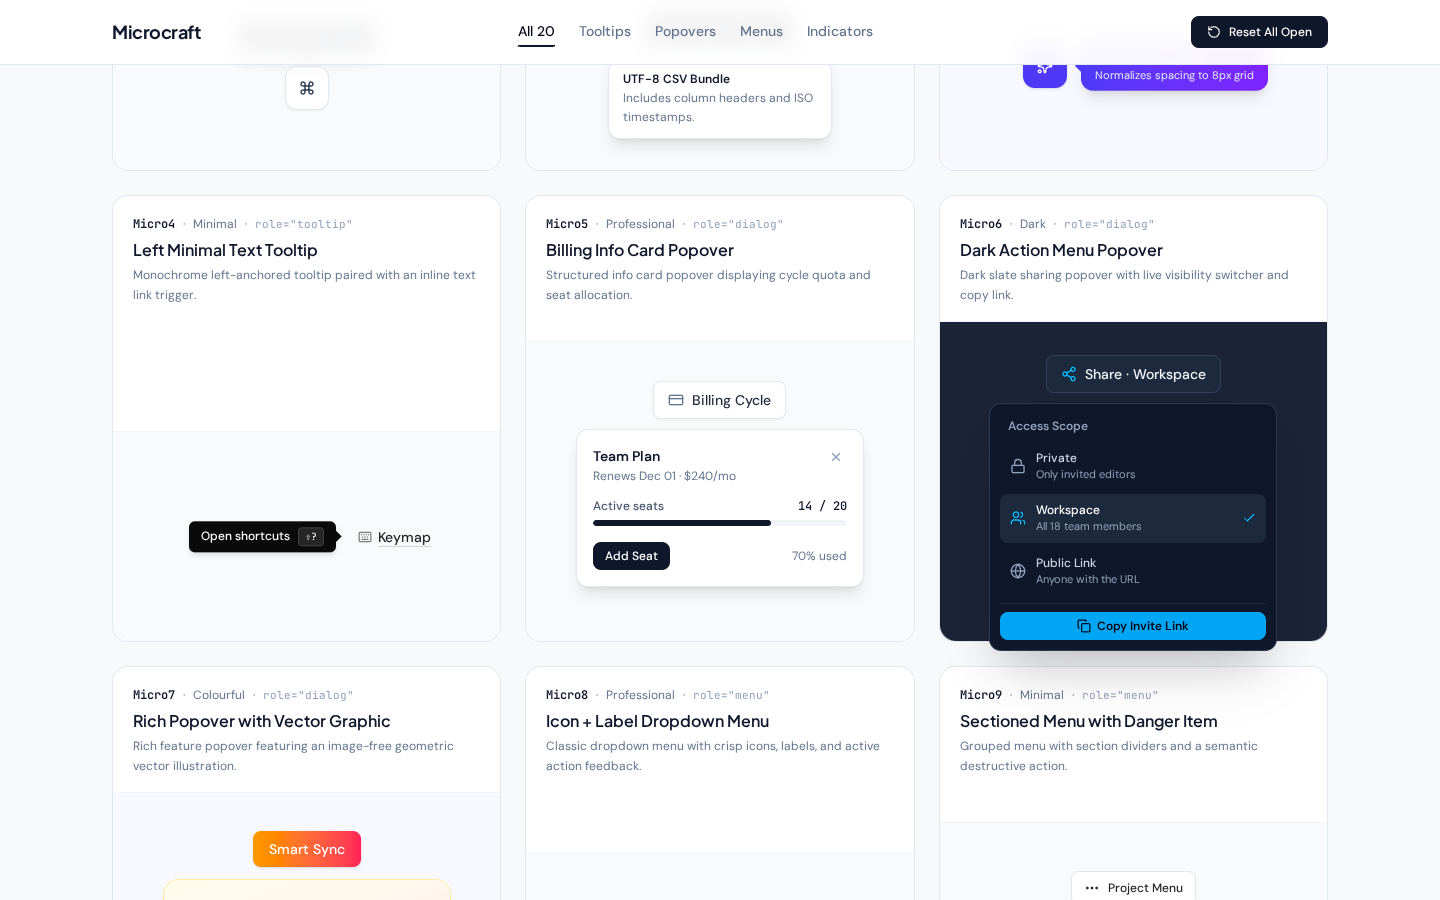 Microcraft
All 20
Tooltips
Popovers
Menus
Indicators
Reset All Open
⌘
UTF-8 CSV Bundle
Includes column headers and ISO
timestamps.
Normalizes spacing to 8px grid
Micro4 · Minimal · role="tooltip"
Left Minimal Text Tooltip
Monochrome left-anchored tooltip paired with an inline text
link trigger.
Open shortcuts ⇧?
Keymap
Micro5 · Professional · role="dialog"
Billing Info Card Popover
Structured info card popover displaying cycle quota and
seat allocation.
Billing Cycle
Team Plan
Renews Dec 01 · $240/mo
Active seats 14 / 20
Add Seat
70% used
Micro6 · Dark · role="dialog"
Dark Action Menu Popover
Dark slate sharing popover with live visibility switcher and
copy link.
Share · Workspace
Access Scope
Private
Only invited editors
Workspace
All 18 team members
Public Link
Anyone with the URL
Copy Invite Link
Micro7 · Colourful · role="dialog"
Rich Popover with Vector Graphic
Rich feature popover featuring an image-free geometric
vector illustration.
Smart Sync
Micro8 · Professional · role="menu"
Icon + Label Dropdown Menu
Classic dropdown menu with crisp icons, labels, and active
action feedback.
Micro9 · Minimal · role="menu"
Sectioned Menu with Danger Item
Grouped menu with section dividers and a semantic
destructive action.
Project Menu